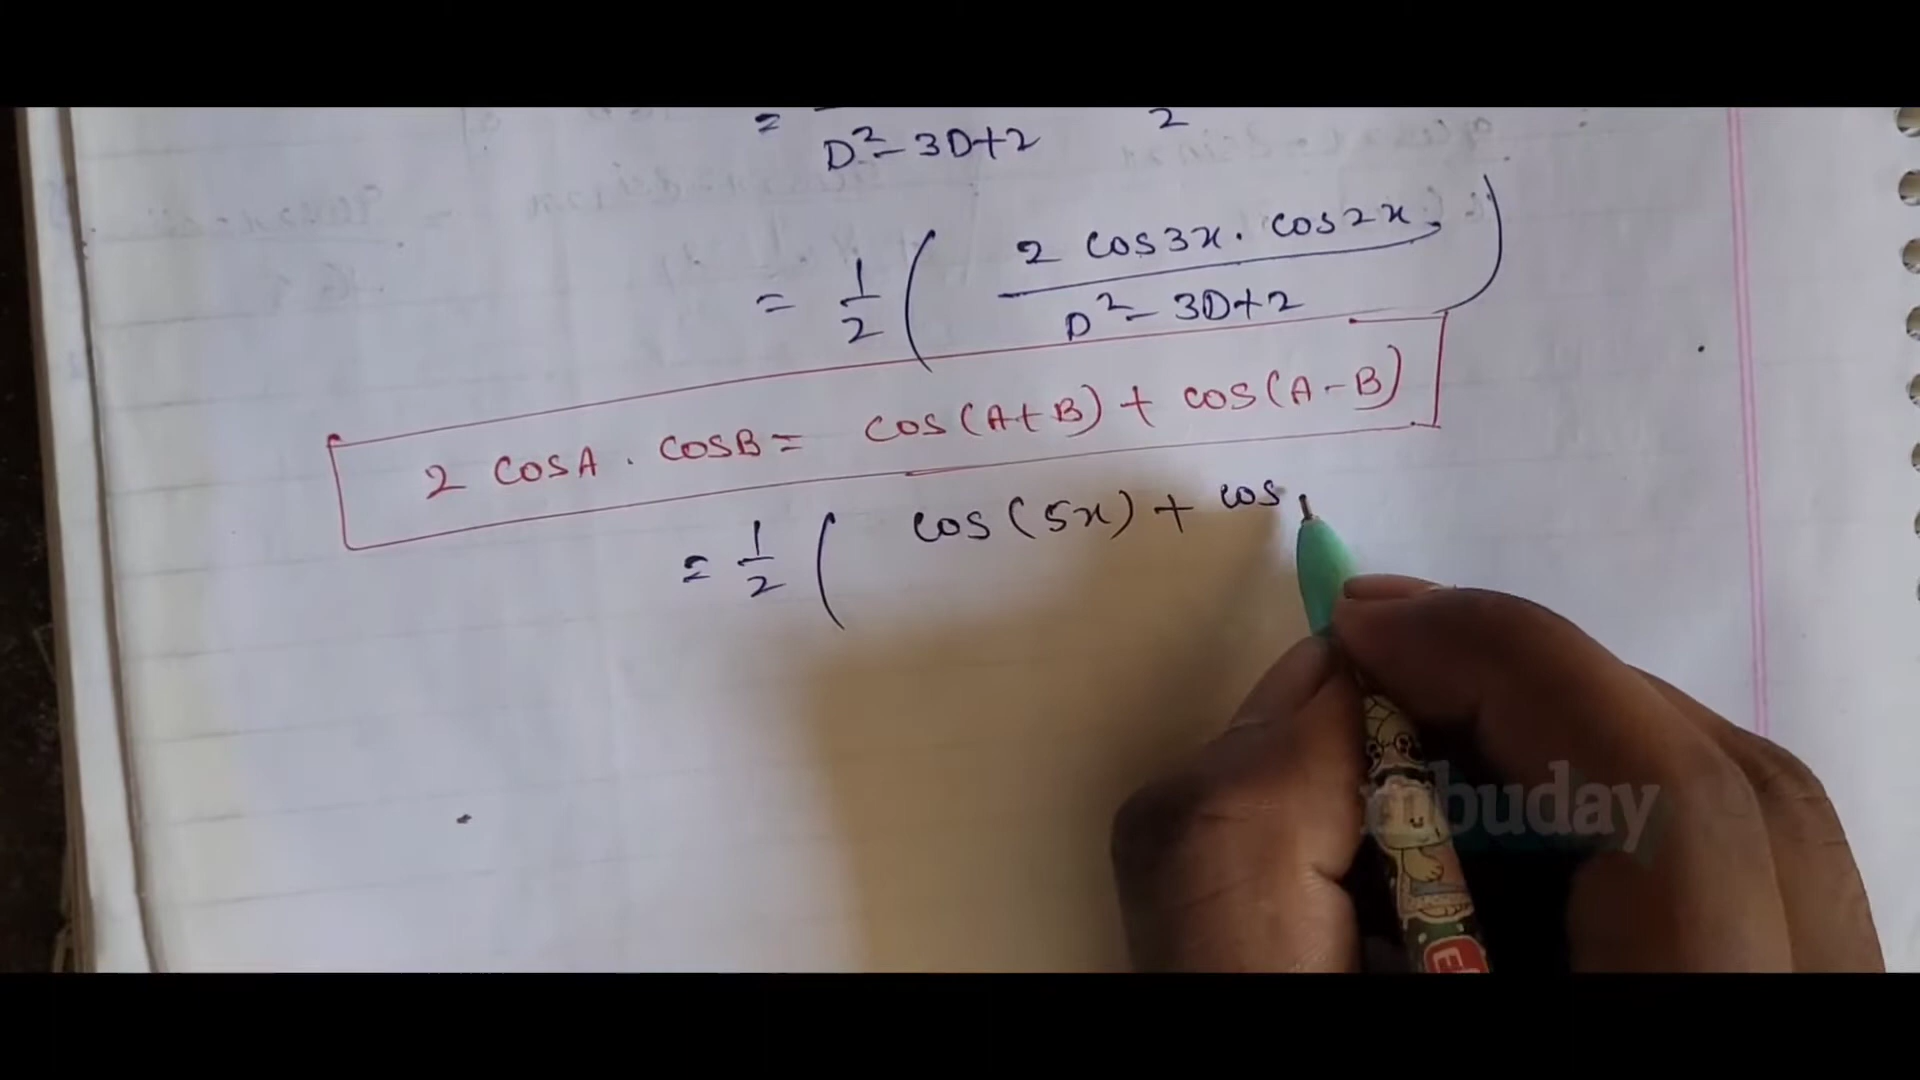 = D² - 3D+2 2
= 1/2 ( 2 cos3x . cos2x / D² - 3D+2 )
2 cosA . cosB = cos(A+B) + cos(A-B)
= 1/2 ( cos(5x) + cos
mbuday